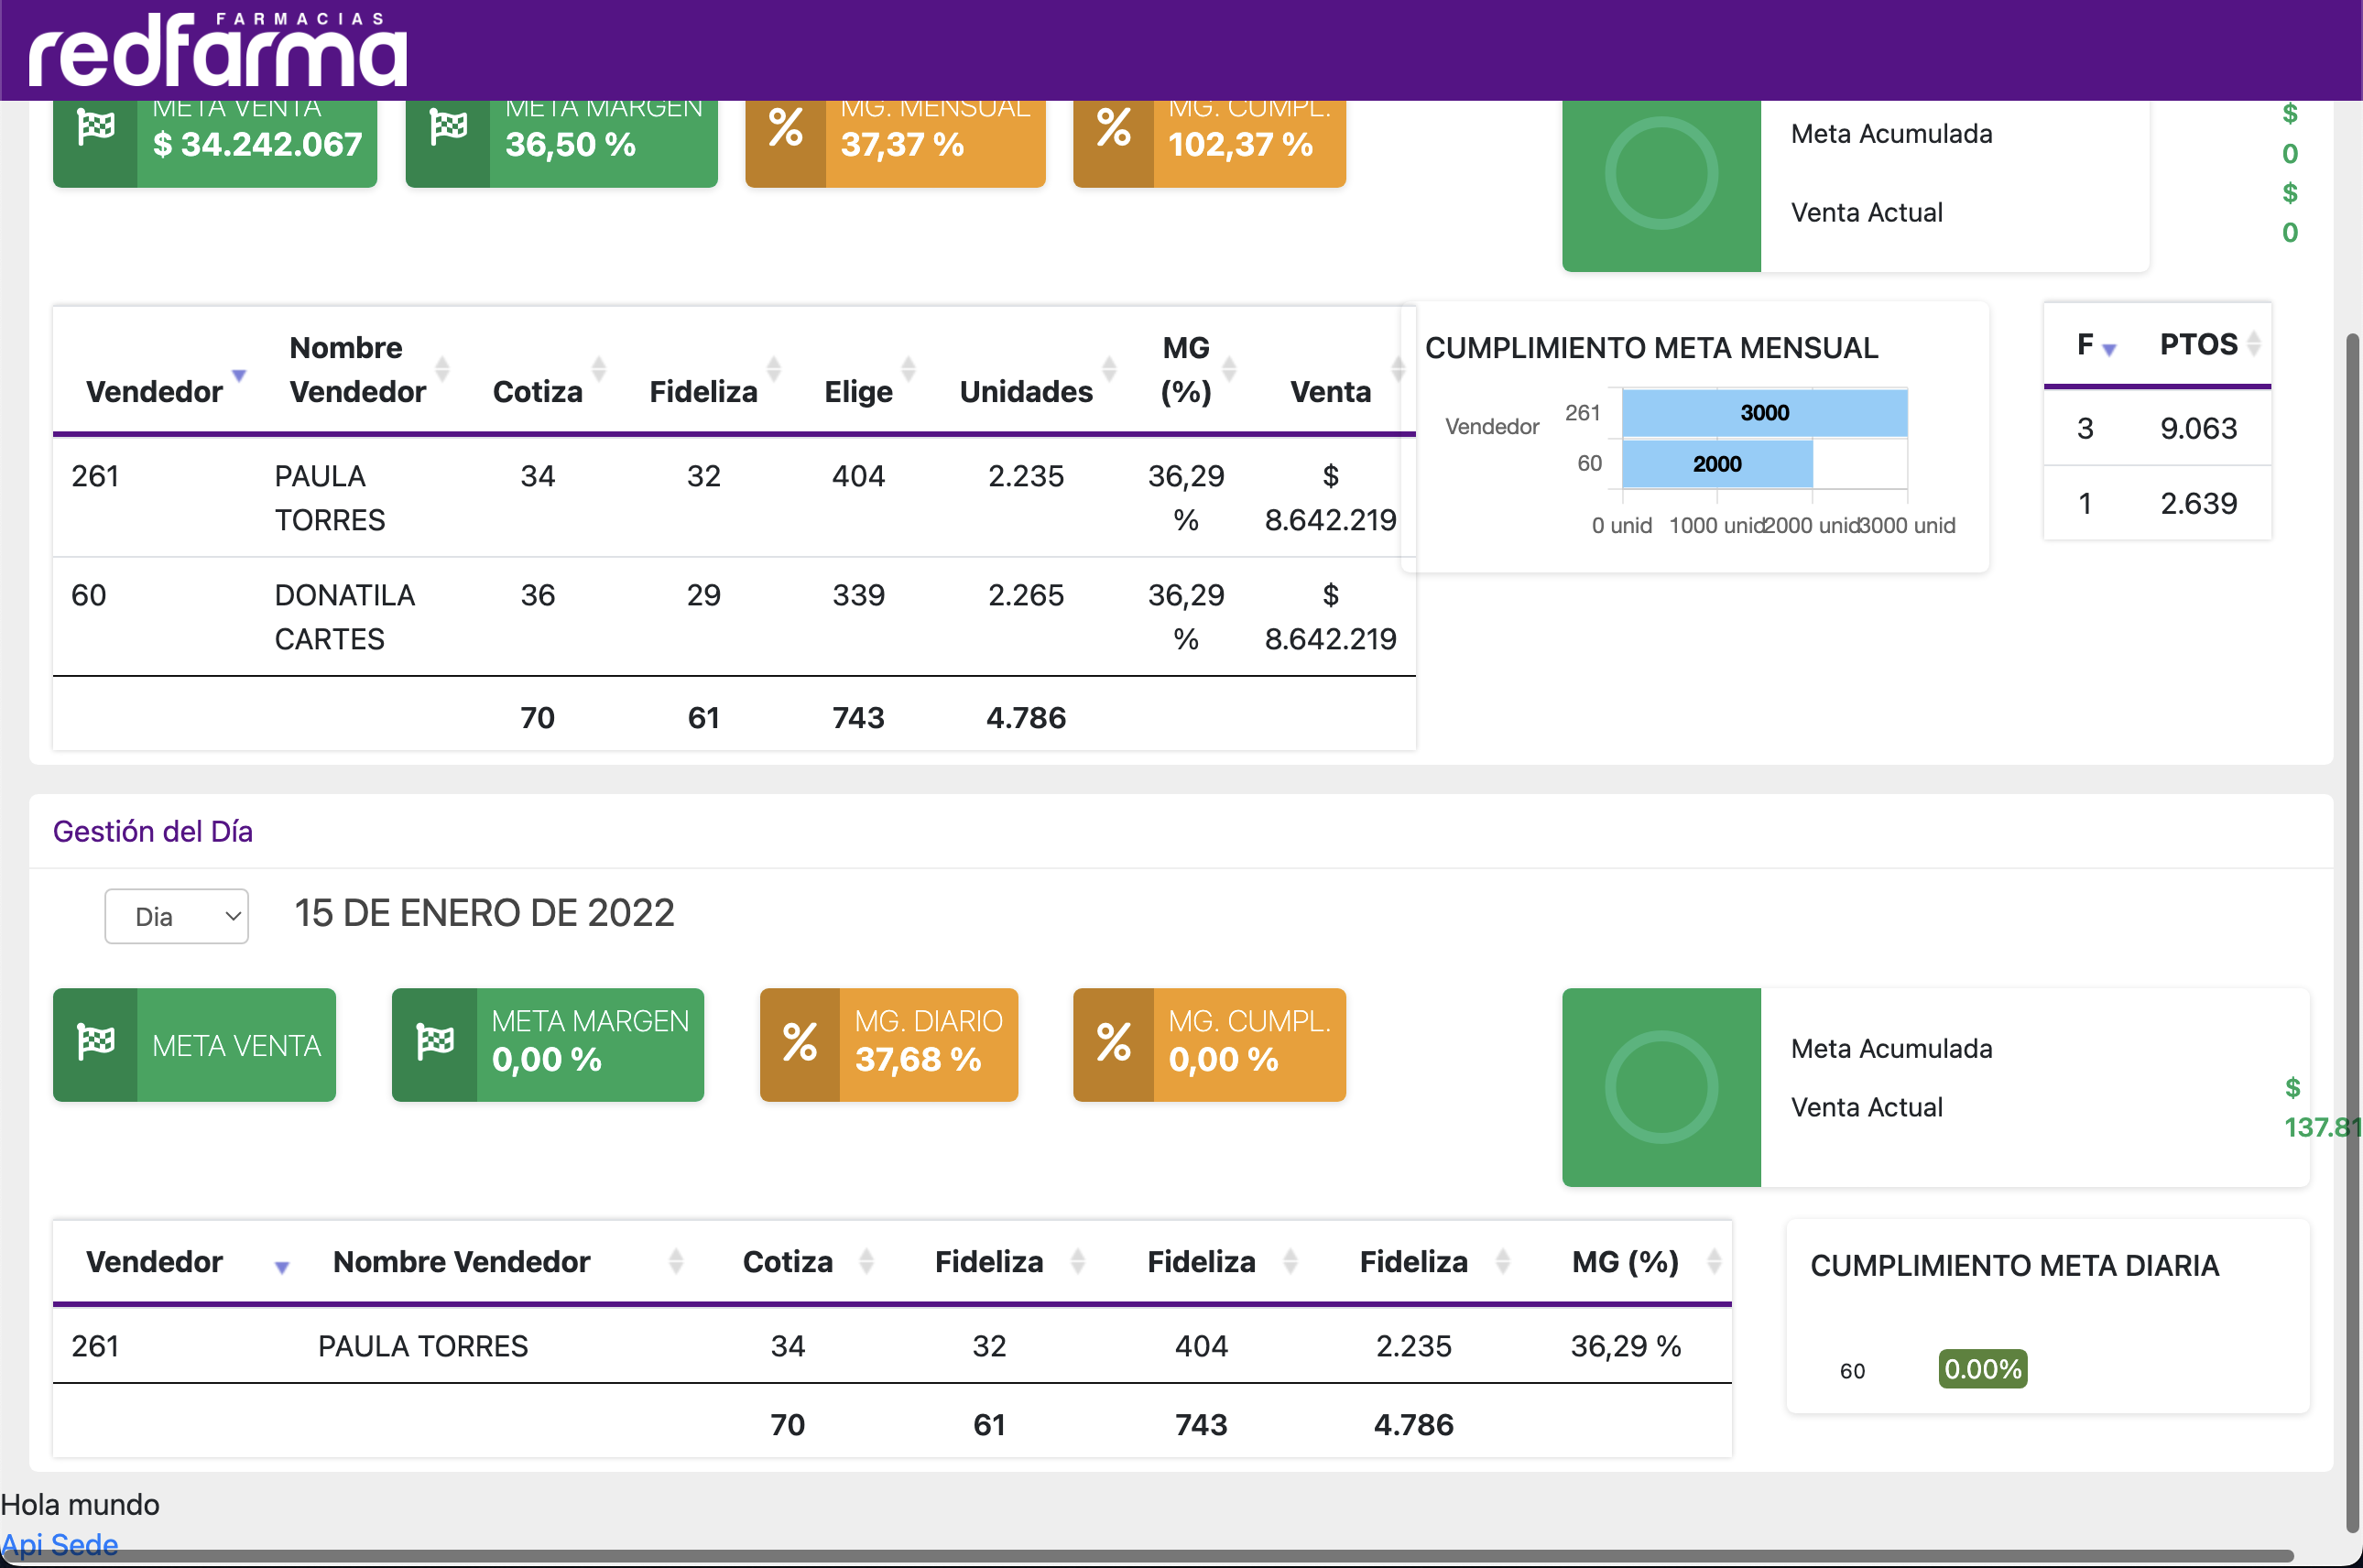 FARMACIAS
redfarma
META VENTA
$ 34.242.067
META MARGEN
36,50 %
MG. MENSUAL
37,37 %
MG. CUMPL.
102,37 %
Meta Acumulada
$
0
Venta Actual
$
0
Vendedor Nombre Vendedor Cotiza Fideliza Elige Unidades MG (%) Venta
261 PAULA TORRES 34 32 404 2.235 36,29 % $ 8.642.219
60 DONATILA CARTES 36 29 339 2.265 36,29 % $ 8.642.219
70 61 743 4.786
CUMPLIMIENTO META MENSUAL
Vendedor
261 3000
60 2000
0 unid 1000 unid 2000 unid 3000 unid
F PTOS
3 9.063
1 2.639
Gestión del Día
Dia
15 DE ENERO DE 2022
META VENTA
META MARGEN
0,00 %
MG. DIARIO
37,68 %
MG. CUMPL.
0,00 %
Meta Acumulada
Venta Actual
$
137.81
Vendedor Nombre Vendedor Cotiza Fideliza Fideliza Fideliza MG (%)
261 PAULA TORRES 34 32 404 2.235 36,29 %
70 61 743 4.786
CUMPLIMIENTO META DIARIA
60 0.00%
Hola mundo
Api Sede